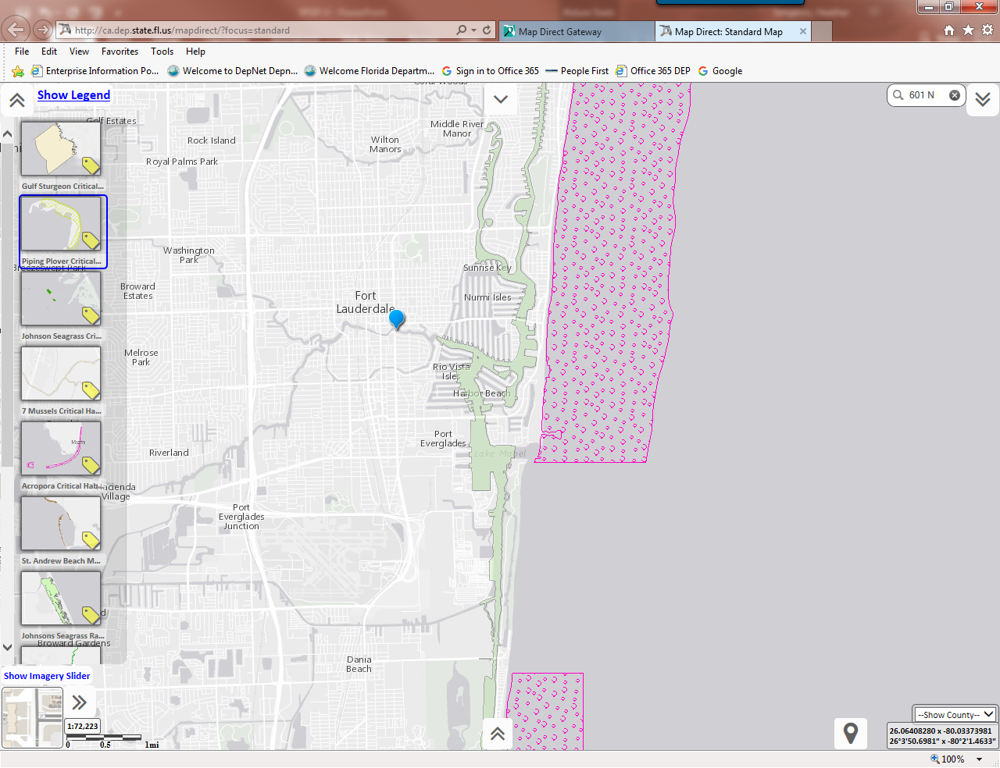 http://ca.dep.state.fl.us/mapdirect/?focus=standard
Map Direct Gateway
Map Direct: Standard Map
File Edit View Favorites Tools Help
Enterprise Information Po...
Welcome to DepNet Depn...
Welcome Florida Departm...
Sign in to Office 365
People First
Office 365 DEP
Google
Show Legend
601 N
Golf Estates
Middle River
Manor
Rock Island
Wilton
Manors
Royal Palms Park
Gulf Sturgeon Critical...
Washington
Park
Piping Plover Critical...
Sunrise Key
Broward
Estates
Nurmi Isles
Fort
Lauderdale
Johnson Seagrass Cri...
Melrose
Park
Rio Vista
Isles
Harbor Beach
7 Mussels Critical Ha...
Miami
Port
Everglades
Riverland
Lake Mabel
Acropora Critical Hab...
Village
Port
Everglades
Junction
St. Andrew Beach M...
Johnsons Seagrass Ra...
Broward Gardens
Dania
Beach
Show Imagery Slider
1:72,223
0 0.5 1mi
--Show County--
26.06408280 x -80.03373981
26°3'50.6981" x -80°2'1.4633"
100%